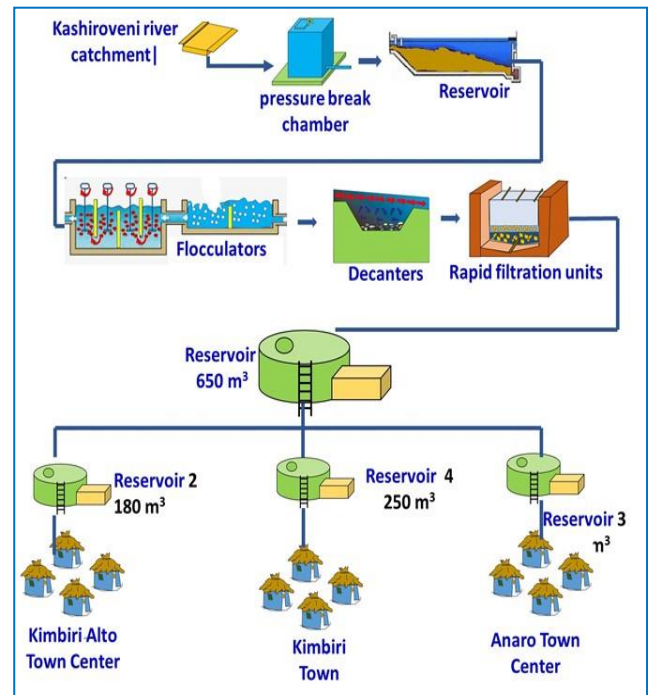 Kashiroveni river
catchment|
pressure break
chamber
Reservoir
Flocculators
Decanters
Rapid filtration units
Reservoir
650 m³
Reservoir 2
180 m³
Reservoir 4
250 m³
Reservoir 3
Kimbiri Alto
Town Center
Kimbiri
Town
Anaro Town
Center